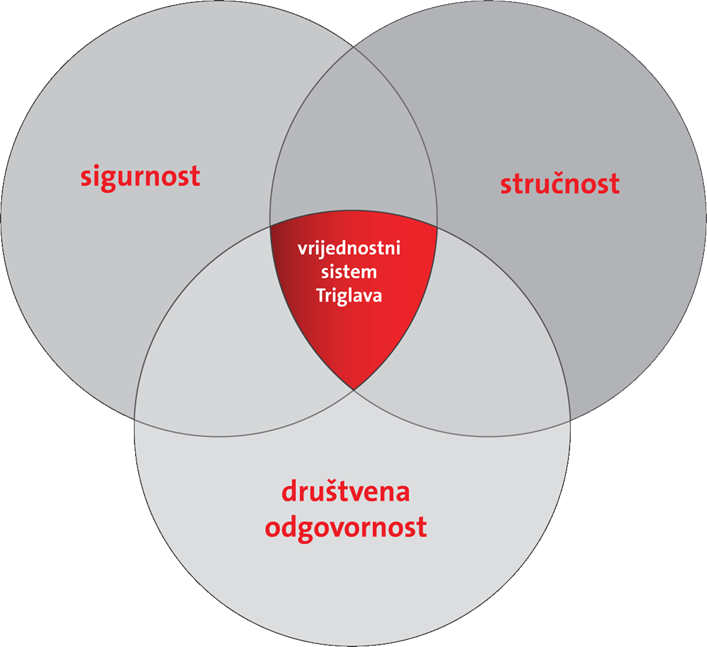 sigurnost
stručnost
vrijednostni
sistem
Triglava
društvena
odgovornost